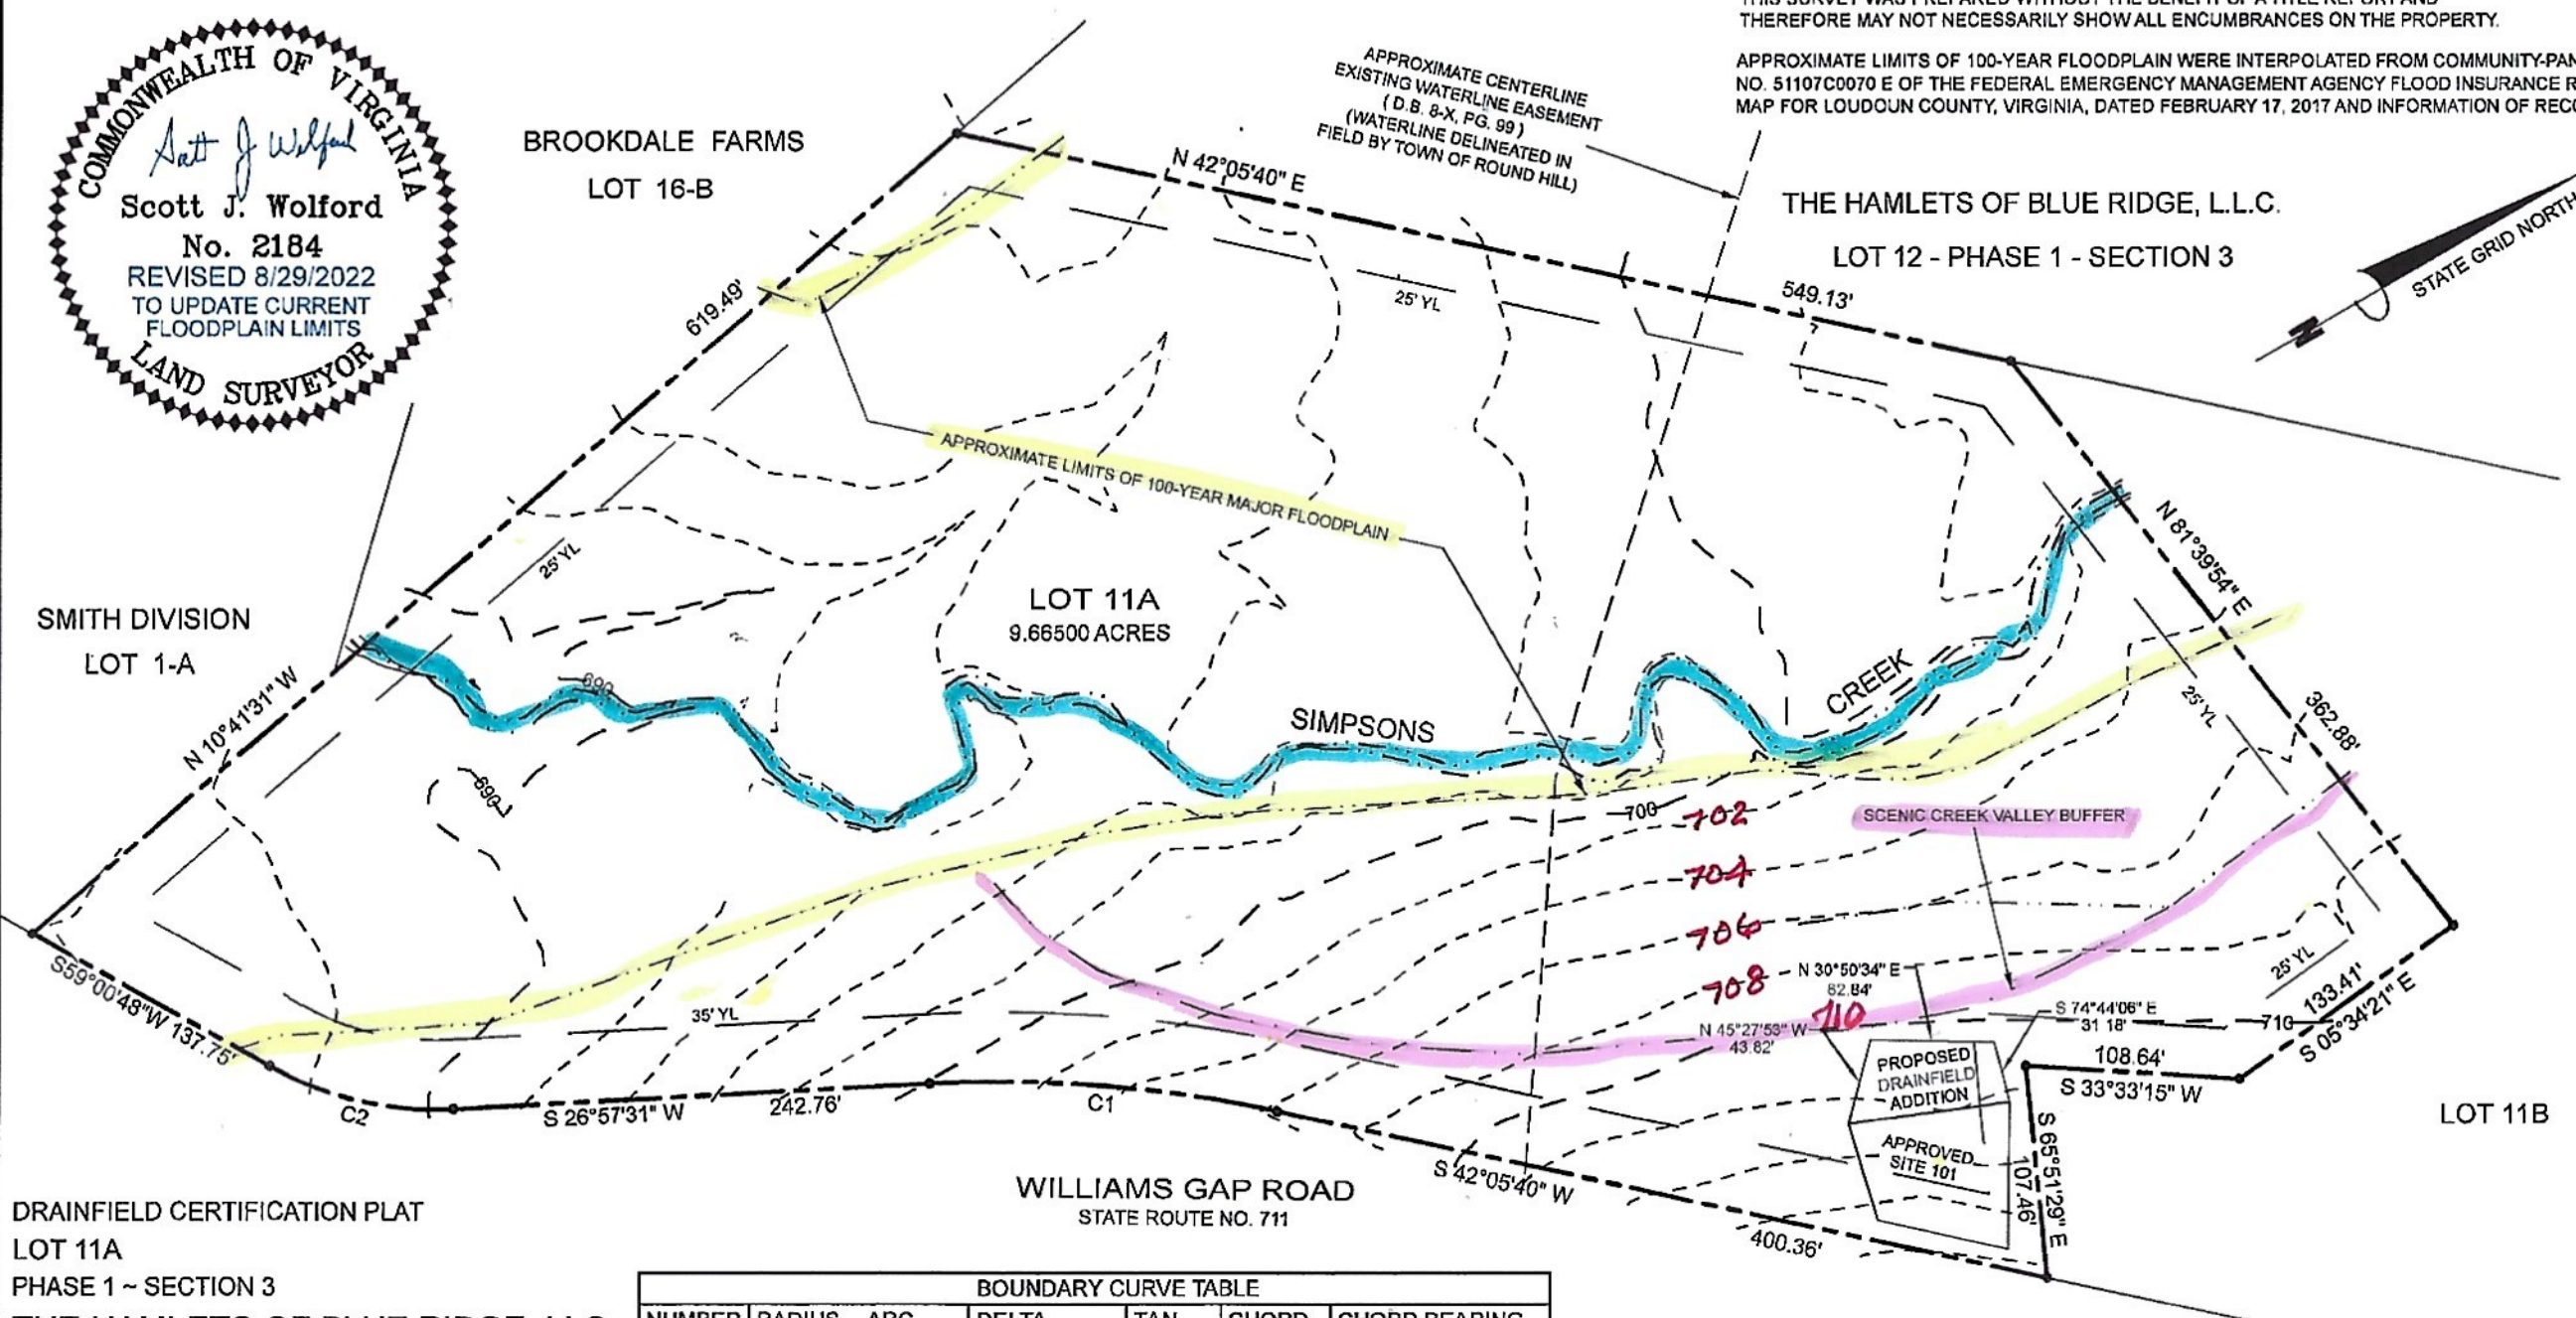 COMMONWEALTH OF VIRGINIA
Scott J. Wolford
No. 2184
REVISED 8/29/2022
TO UPDATE CURRENT
FLOODPLAIN LIMITS
LAND SURVEYOR
THEREFORE MAY NOT NECESSARILY SHOW ALL ENCUMBRANCES ON THE PROPERTY.
APPROXIMATE LIMITS OF 100-YEAR FLOODPLAIN WERE INTERPOLATED FROM COMMUNITY-PAN
NO. 51107C0070 E OF THE FEDERAL EMERGENCY MANAGEMENT AGENCY FLOOD INSURANCE R
MAP FOR LOUDOUN COUNTY, VIRGINIA, DATED FEBRUARY 17, 2017 AND INFORMATION OF RECO
APPROXIMATE CENTERLINE
EXISTING WATERLINE EASEMENT
( D.B. 8-X, PG. 99 )
(WATERLINE DELINEATED IN
FIELD BY TOWN OF ROUND HILL)
BROOKDALE FARMS
LOT 16-B
N 42°05'40" E
THE HAMLETS OF BLUE RIDGE, L.L.C.
LOT 12 - PHASE 1 - SECTION 3
STATE GRID NORTH
N
619.49'
25' YL
549.13'
APPROXIMATE LIMITS OF 100-YEAR MAJOR FLOODPLAIN
25' YL
LOT 11A
9.66500 ACRES
SMITH DIVISION
LOT 1-A
N 10°41'31" W
N 81°39'54" E
362.88'
25' YL
690
690
SIMPSONS
CREEK
700
702
704
706
708
710
SCENIC CREEK VALLEY BUFFER
N 30°50'34" E
62.84'
N 45°27'53" W
43.82'
S 74°44'06" E
31.18'
710
25' YL
133.41'
S 05°34'21" E
S59°00'48"W 137.75'
35' YL
PROPOSED
DRAINFIELD
ADDITION
APPROVED
SITE 101
108.64'
S 33°33'15" W
S 65°51'29" E
107.46'
LOT 11B
C2
S 26°57'31" W
242.76'
C1
S 42°05'40" W
400.36'
WILLIAMS GAP ROAD
STATE ROUTE NO. 711
DRAINFIELD CERTIFICATION PLAT
LOT 11A
PHASE 1 ~ SECTION 3
BOUNDARY CURVE TABLE
NUMBER RADIUS ARC DELTA TAN CHORD CHORD BEARING